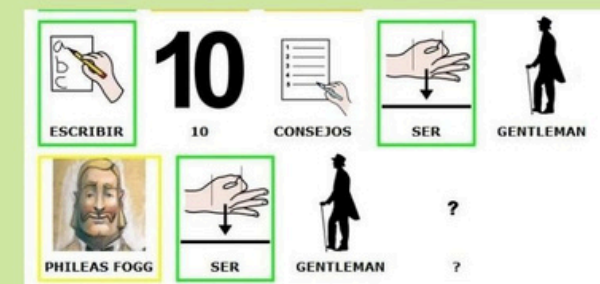 ESCRIBIR 10 CONSEJOS SER GENTLEMAN
PHILEAS FOGG SER GENTLEMAN ?